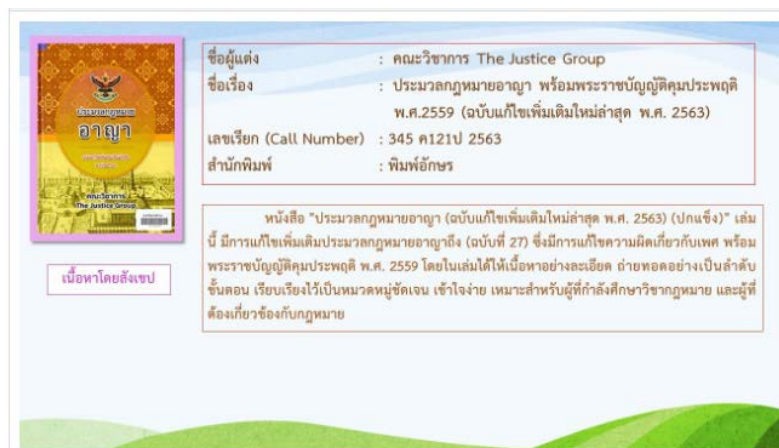 ประมวลกฎหมาย
อาญา
คณะวิชาการ
The Justice Group
ชื่อผู้แต่ง : คณะวิชาการ The Justice Group
ชื่อเรื่อง : ประมวลกฎหมายอาญา พร้อมพระราชบัญญัติคุมประพฤติ
พ.ศ.2559 (ฉบับแก้ไขเพิ่มเติมใหม่ล่าสุด พ.ศ. 2563)
เลขเรียก (Call Number) : 345 ค121ป 2563
สำนักพิมพ์ : พิมพ์อักษร
เนื้อหาโดยสังเขป
หนังสือ "ประมวลกฎหมายอาญา (ฉบับแก้ไขเพิ่มเติมใหม่ล่าสุด พ.ศ. 2563) (ปกแข็ง)" เล่ม
นี้ มีการแก้ไขเพิ่มเติมประมวลกฎหมายอาญาถึง (ฉบับที่ 27) ซึ่งมีการแก้ไขความผิดเกี่ยวกับเพศ พร้อม
พระราชบัญญัติคุมประพฤติ พ.ศ. 2559 โดยในเล่มได้ให้เนื้อหาอย่างละเอียด ถ่ายทอดอย่างเป็นลำดับ
ขั้นตอน เรียบเรียงไว้เป็นหมวดหมู่ชัดเจน เข้าใจง่าย เหมาะสำหรับผู้ที่กำลังศึกษาวิชากฎหมาย และผู้ที่
ต้องเกี่ยวข้องกับกฎหมาย